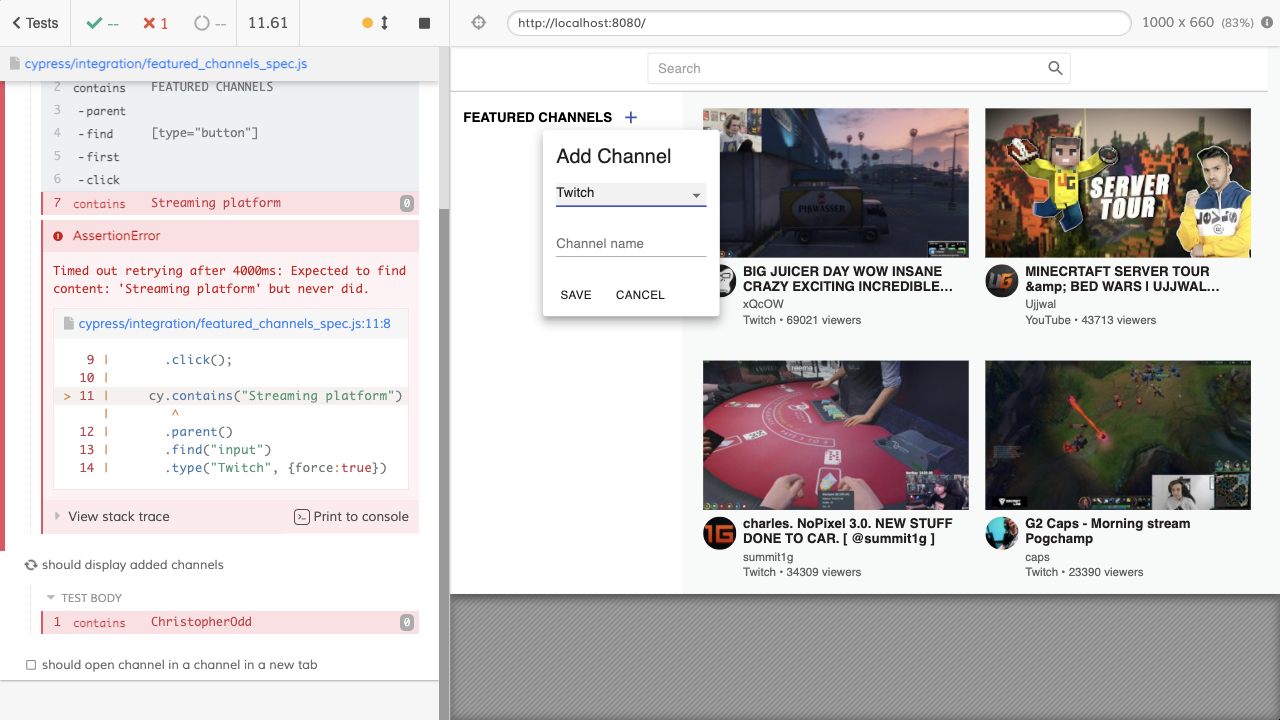 Tests
--
1
--
11.61
cypress/integration/featured_channels_spec.js
2 contains FEATURED CHANNELS
3 -parent
4 -find [type="button"]
5 -first
6 -click
7 contains Streaming platform 0
AssertionError
Timed out retrying after 4000ms: Expected to find
content: 'Streaming platform' but never did.
cypress/integration/featured_channels_spec.js:11:8
9 | .click();
10 |
> 11 | cy.contains("Streaming platform")
| ^
12 | .parent()
13 | .find("input")
14 | .type("Twitch", {force:true})
View stack trace
Print to console
should display added channels
TEST BODY
1 contains ChristopherOdd 0
should open channel in a channel in a new tab
http://localhost:8080/
1000 x 660 (83%)
Search
FEATURED CHANNELS +
Add Channel
Twitch
Channel name
SAVE CANCEL
PIKWASSER
BIG JUICER DAY WOW INSANE
CRAZY EXCITING INCREDIBLE…
xQcOW
Twitch • 69021 viewers
SERVER
TOUR
MINECRTAFT SERVER TOUR
&amp; BED WARS I UJJWAL…
Ujjwal
YouTube • 43713 viewers
1G
charles. NoPixel 3.0. NEW STUFF
DONE TO CAR. [ @summit1g ]
summit1g
Twitch • 34309 viewers
G2 Caps - Morning stream
Pogchamp
caps
Twitch • 23390 viewers